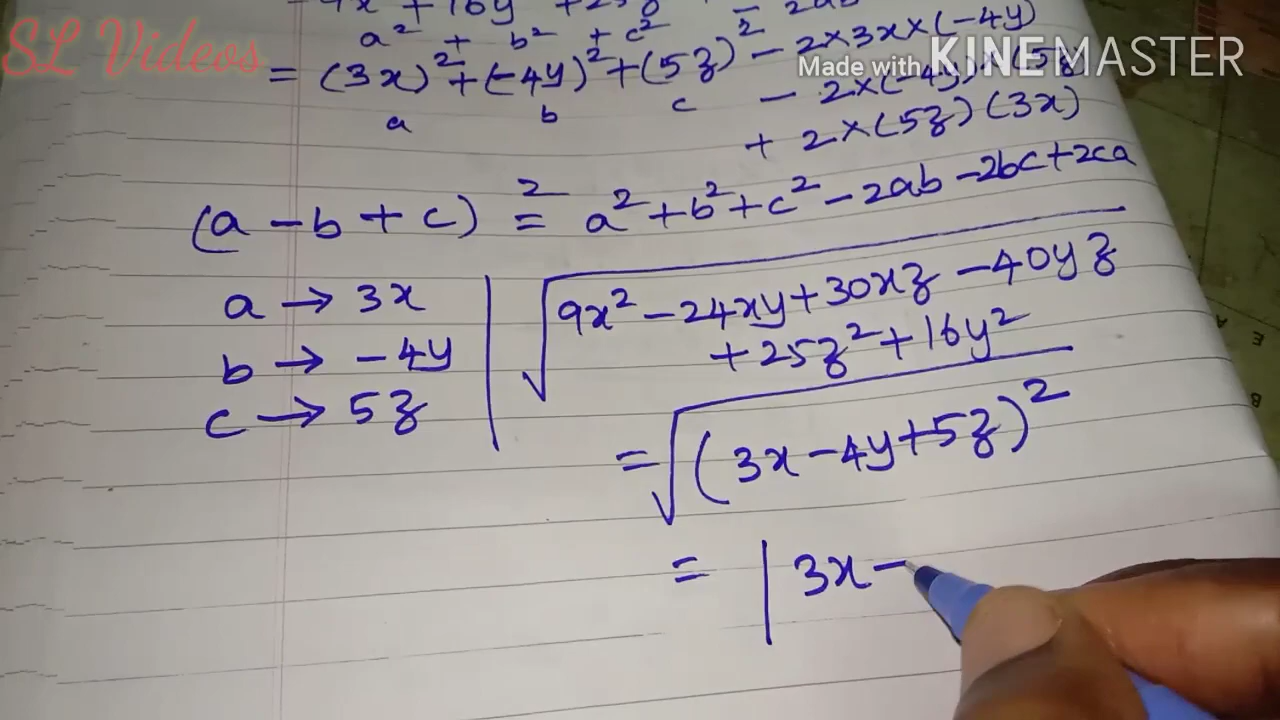 SL Videos
Made with KINEMASTER
a² + b² + c²
= (3x)² + (-4y)² + (5z)² - 2×3x×(-4y)
a b c - 2×(-4y)×(5z)
+ 2×(5z)(3x)
(a - b + c)² = a² + b² + c² - 2ab - 2bc + 2ca
a → 3x
b → -4y
c → 5z
√9x² - 24xy + 30xz - 40yz
+ 25z² + 16y²
= √(3x - 4y + 5z)²
= | 3x -